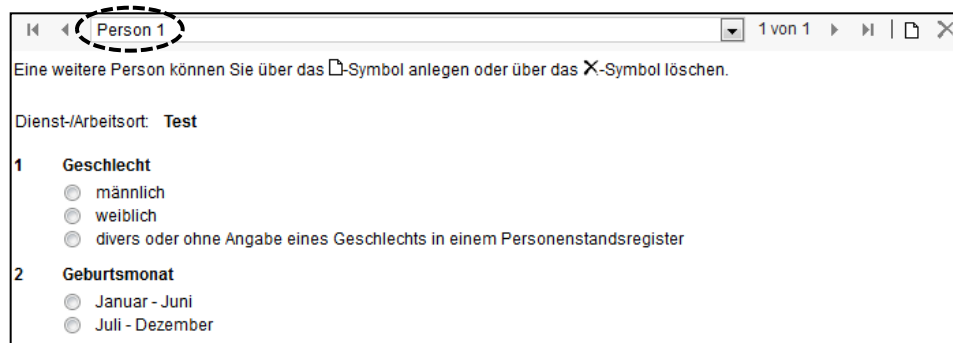 Person 1 1 von 1
Eine weitere Person können Sie über das -Symbol anlegen oder über das -Symbol löschen.
Dienst-/Arbeitsort: Test
1 Geschlecht
männlich
weiblich
divers oder ohne Angabe eines Geschlechts in einem Personenstandsregister
2 Geburtsmonat
Januar - Juni
Juli - Dezember